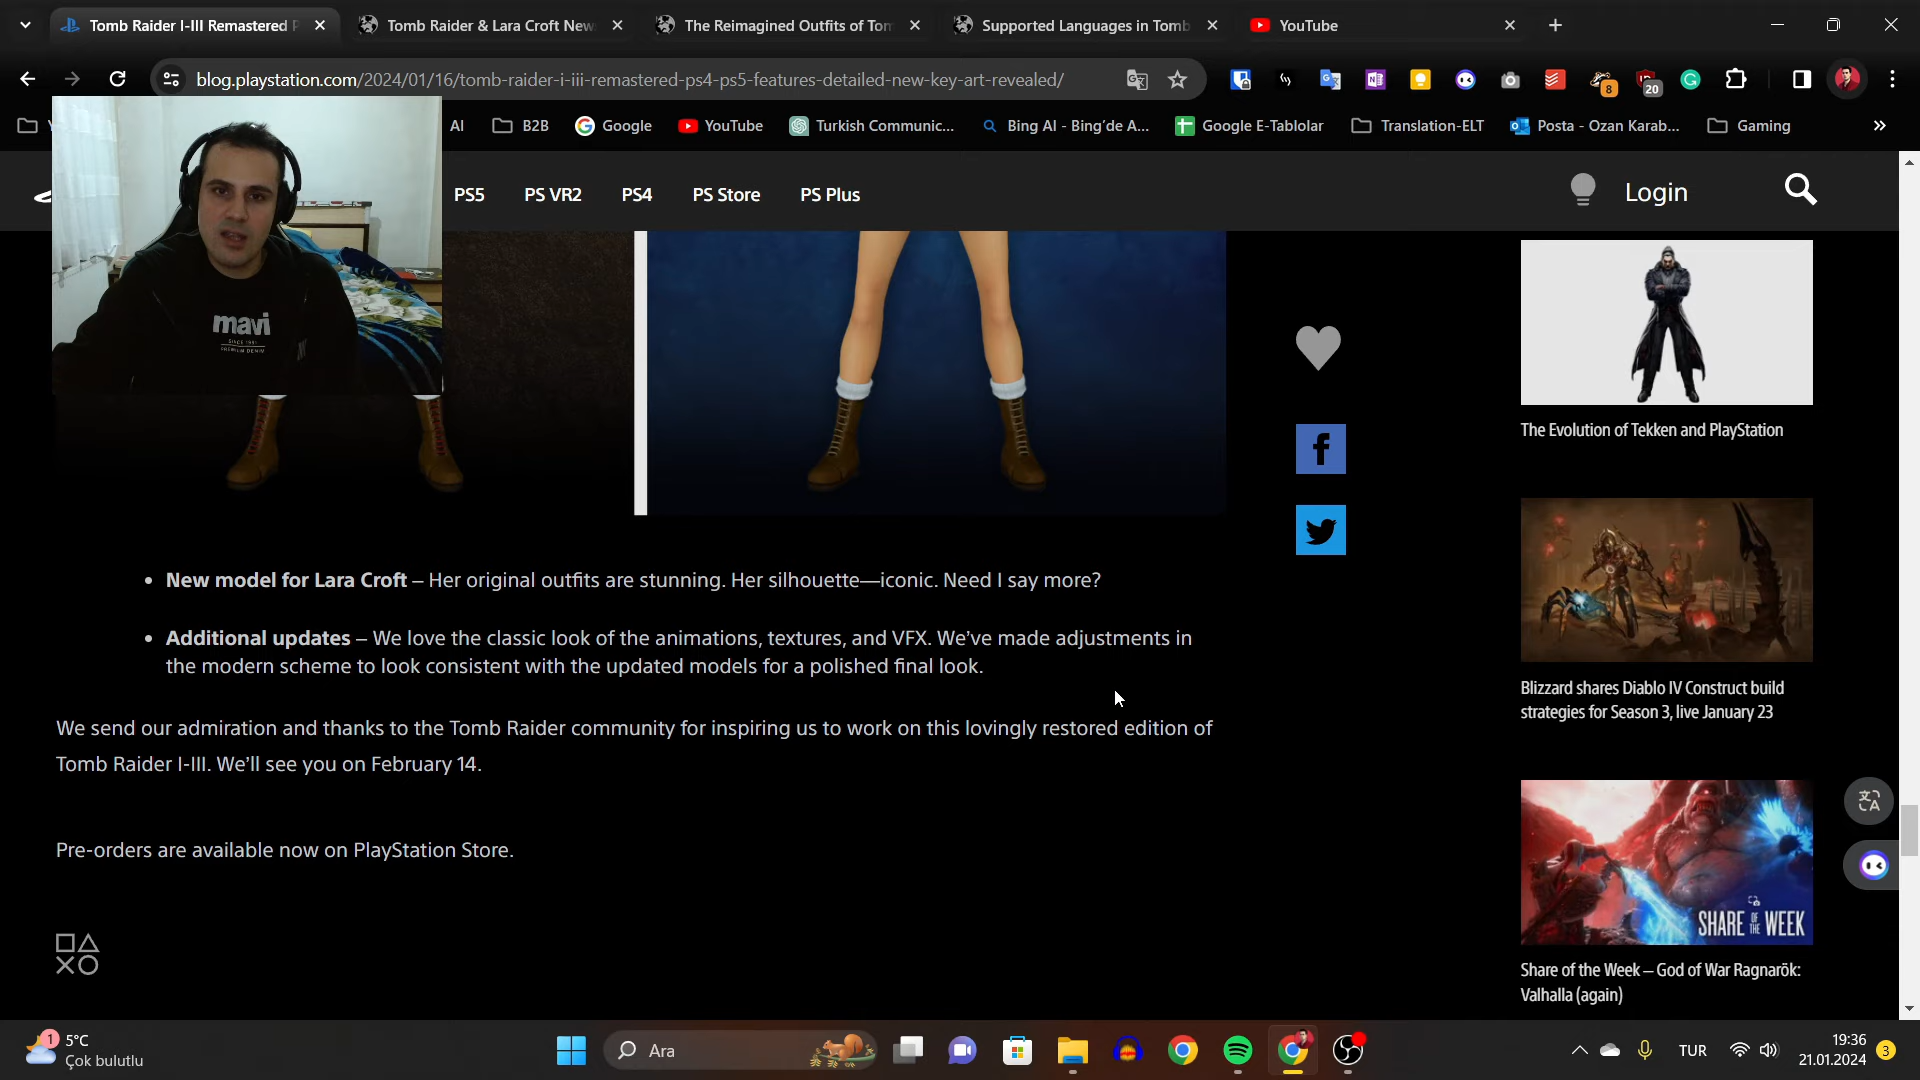 Tomb Raider I-III Remastered P
Tomb Raider & Lara Croft New
The Reimagined Outfits of Tom
Supported Languages in Tomb
YouTube
blog.playstation.com/2024/01/16/tomb-raider-i-iii-remastered-ps4-ps5-features-detailed-new-key-art-revealed/
8
20
AI
B2B
Google
YouTube
Turkish Communic...
Bing AI - Bing'de A...
Google E-Tablolar
Translation-ELT
Posta - Ozan Karab...
Gaming
PS5
PS VR2
PS4
PS Store
PS Plus
Login
mavi
SINCE 1991
PREMIUM DENIM
The Evolution of Tekken and PlayStation
• New model for Lara Croft – Her original outfits are stunning. Her silhouette—iconic. Need I say more?
• Additional updates – We love the classic look of the animations, textures, and VFX. We've made adjustments in
the modern scheme to look consistent with the updated models for a polished final look.
Blizzard shares Diablo IV Construct build
strategies for Season 3, live January 23
We send our admiration and thanks to the Tomb Raider community for inspiring us to work on this lovingly restored edition of
Tomb Raider I-III. We'll see you on February 14.
Pre-orders are available now on PlayStation Store.
SHARE OF THE WEEK
Share of the Week – God of War Ragnarök:
Valhalla (again)
1
5°C
Çok bulutlu
Ara
TUR
19:36
21.01.2024
3